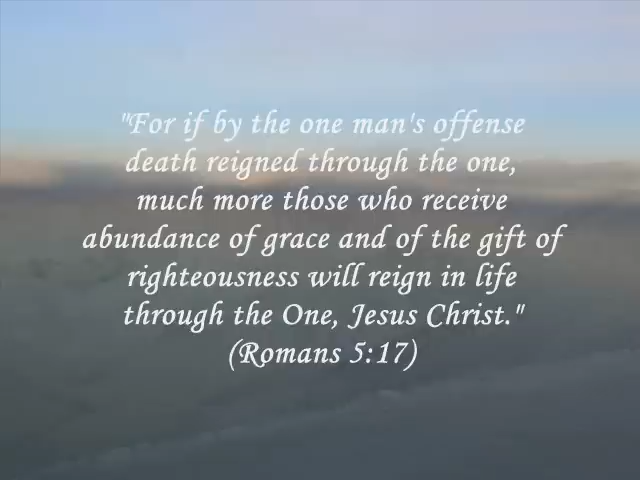 "For if by the one man's offense
death reigned through the one,
much more those who receive
abundance of grace and of the gift of
righteousness will reign in life
through the One, Jesus Christ."
(Romans 5:17)